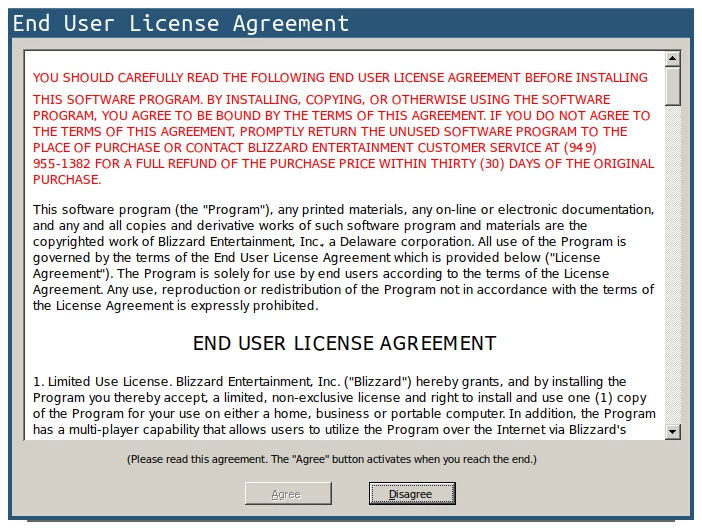 End User License Agreement
YOU SHOULD CAREFULLY READ THE FOLLOWING END USER LICENSE AGREEMENT BEFORE INSTALLING
THIS SOFTWARE PROGRAM. BY INSTALLING, COPYING, OR OTHERWISE USING THE SOFTWARE
PROGRAM, YOU AGREE TO BE BOUND BY THE TERMS OF THIS AGREEMENT. IF YOU DO NOT AGREE TO
THE TERMS OF THIS AGREEMENT, PROMPTLY RETURN THE UNUSED SOFTWARE PROGRAM TO THE
PLACE OF PURCHASE OR CONTACT BLIZZARD ENTERTAINMENT CUSTOMER SERVICE AT (949)
955-1382 FOR A FULL REFUND OF THE PURCHASE PRICE WITHIN THIRTY (30) DAYS OF THE ORIGINAL
PURCHASE.
This software program (the "Program"), any printed materials, any on-line or electronic documentation,
and any and all copies and derivative works of such software program and materials are the
copyrighted work of Blizzard Entertainment, Inc., a Delaware corporation. All use of the Program is
governed by the terms of the End User License Agreement which is provided below ("License
Agreement"). The Program is solely for use by end users according to the terms of the License
Agreement. Any use, reproduction or redistribution of the Program not in accordance with the terms of
the License Agreement is expressly prohibited.
END USER LICENSE AGREEMENT
1. Limited Use License. Blizzard Entertainment, Inc. ("Blizzard") hereby grants, and by installing the
Program you thereby accept, a limited, non-exclusive license and right to install and use one (1) copy
of the Program for your use on either a home, business or portable computer. In addition, the Program
has a multi-player capability that allows users to utilize the Program over the Internet via Blizzard's
(Please read this agreement. The "Agree" button activates when you reach the end.)
Agree
Disagree